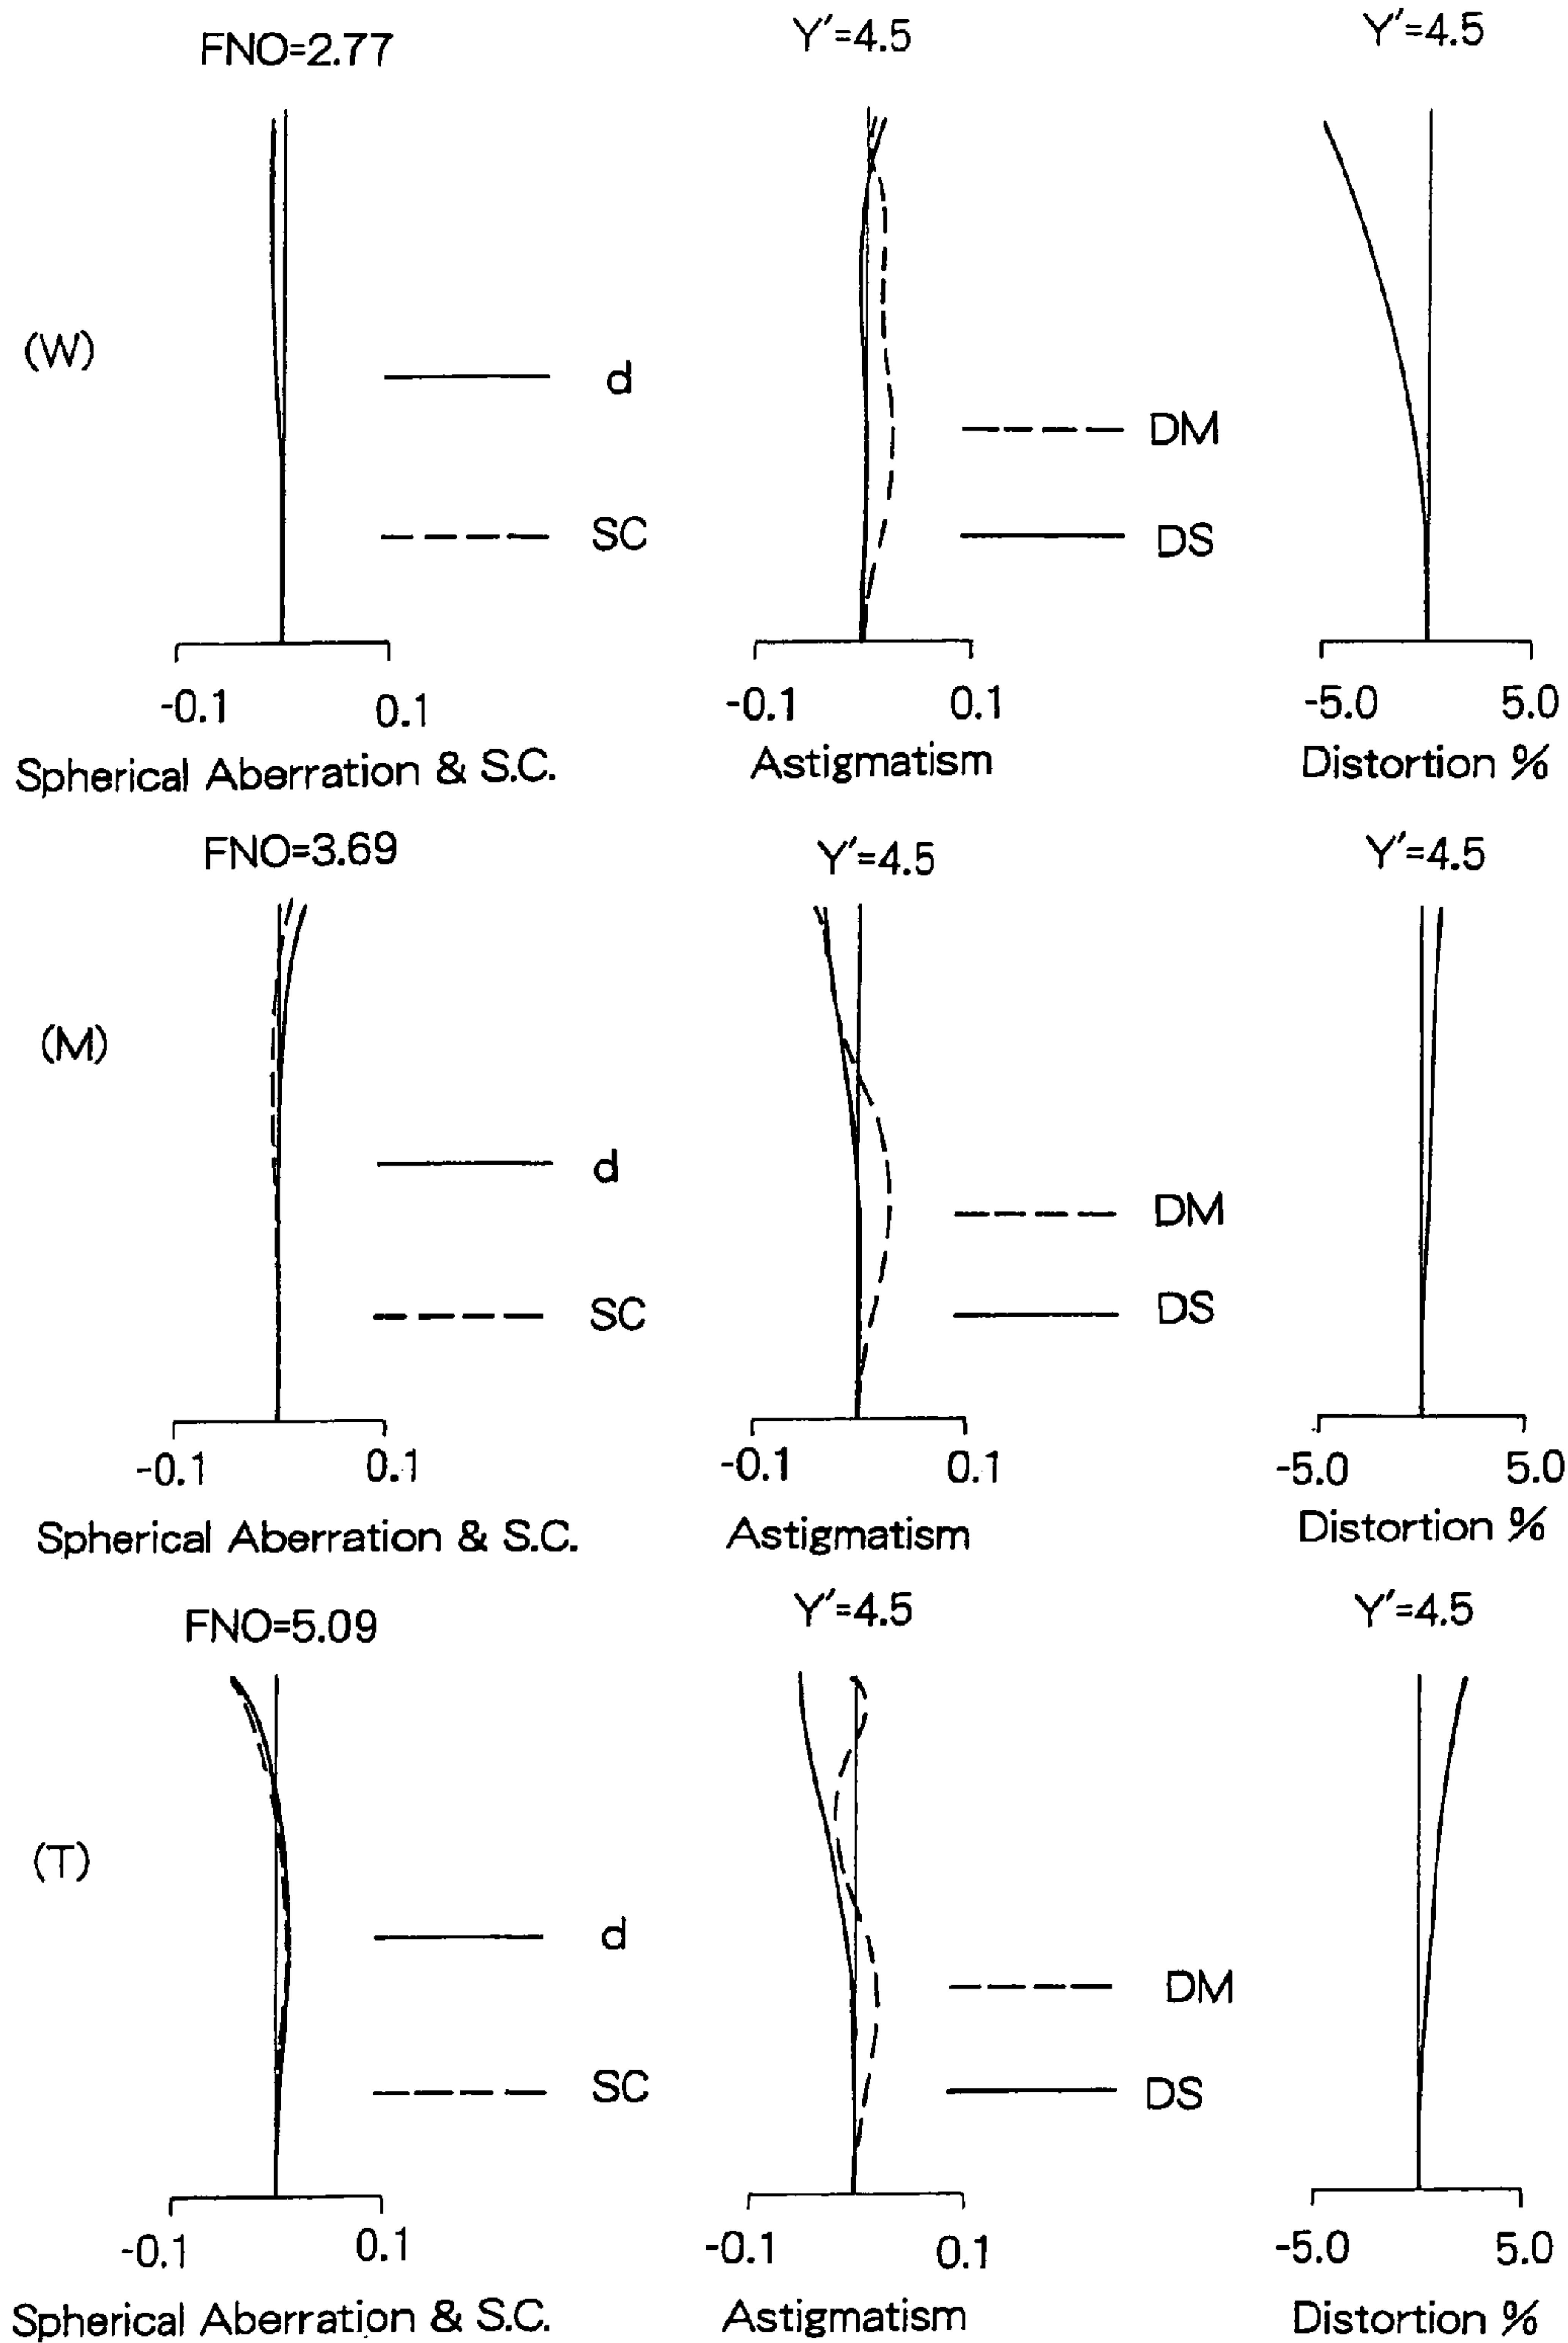 FNO=2.77
Y'=4.5
Y'=4.5
(W)
d
SC
DM
DS
-0.1 0.1
-0.1 0.1
-5.0 5.0
Spherical Aberration & S.C.
Astigmatism
Distortion %
FNO=3.69
Y'=4.5
Y'=4.5
(M)
d
SC
DM
DS
-0.1 0.1
-0.1 0.1
-5.0 5.0
Spherical Aberration & S.C.
Astigmatism
Distortion %
FNO=5.09
Y'=4.5
Y'=4.5
(T)
d
SC
DM
DS
-0.1 0.1
-0.1 0.1
-5.0 5.0
Spherical Aberration & S.C.
Astigmatism
Distortion %